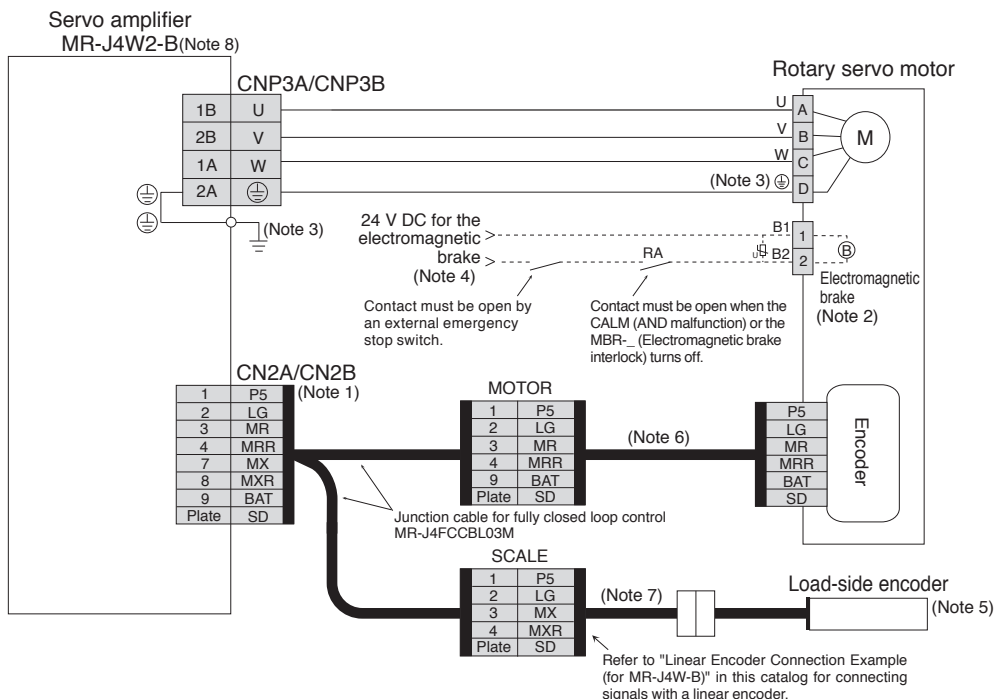 Servo amplifier
MR-J4W2-B(Note 8)
CNP3A/CNP3B
1B U
2B V
1A W
2A
(Note 3)
Rotary servo motor
U A
V B
W C
(Note 3) D
M
24 V DC for the
electromagnetic
brake
(Note 4)
RA
B1 1
U B2 2
B
Electromagnetic
brake
(Note 2)
Contact must be open by
an external emergency
stop switch.
Contact must be open when the
CALM (AND malfunction) or the
MBR-_ (Electromagnetic brake
interlock) turns off.
CN2A/CN2B
(Note 1)
1 P5
2 LG
3 MR
4 MRR
7 MX
8 MXR
9 BAT
Plate SD
MOTOR
1 P5
2 LG
3 MR
4 MRR
9 BAT
Plate SD
(Note 6)
P5
LG
MR
MRR
BAT
SD
Encoder
Junction cable for fully closed loop control
MR-J4FCCBL03M
SCALE
1 P5
2 LG
3 MX
4 MXR
Plate SD
(Note 7)
Load-side encoder
(Note 5)
Refer to "Linear Encoder Connection Example
(for MR-J4W-B)" in this catalog for connecting
signals with a linear encoder.